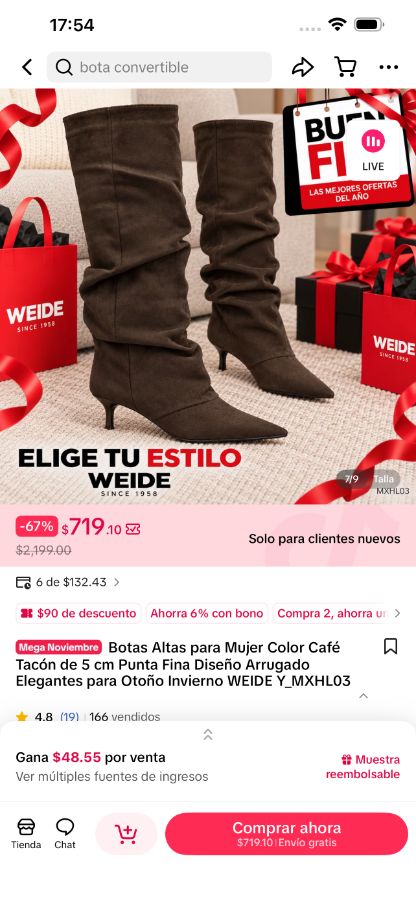 17:54
bota convertible
BUEN
FI
LIVE
LAS MEJORES OFERTAS
DEL AÑO
WEIDE
SINCE 1958
WEIDE
SINCE 1958
ELIGE TU ESTILO
WEIDE
SINCE 1958
7/9 Talla
MXHL03
-67% $719.10
$2,199.00
Solo para clientes nuevos
6 de $132.43 >
$90 de descuento
Ahorra 6% con bono
Compra 2, ahorra un
Mega Noviembre Botas Altas para Mujer Color Café
Tacón de 5 cm Punta Fina Diseño Arrugado
Elegantes para Otoño Invierno WEIDE Y_MXHL03
4.8 (19) 166 vendidos
Gana $48.55 por venta
Ver múltiples fuentes de ingresos
Muestra
reembolsable
Tienda
Chat
Comprar ahora
$719.10 | Envío gratis